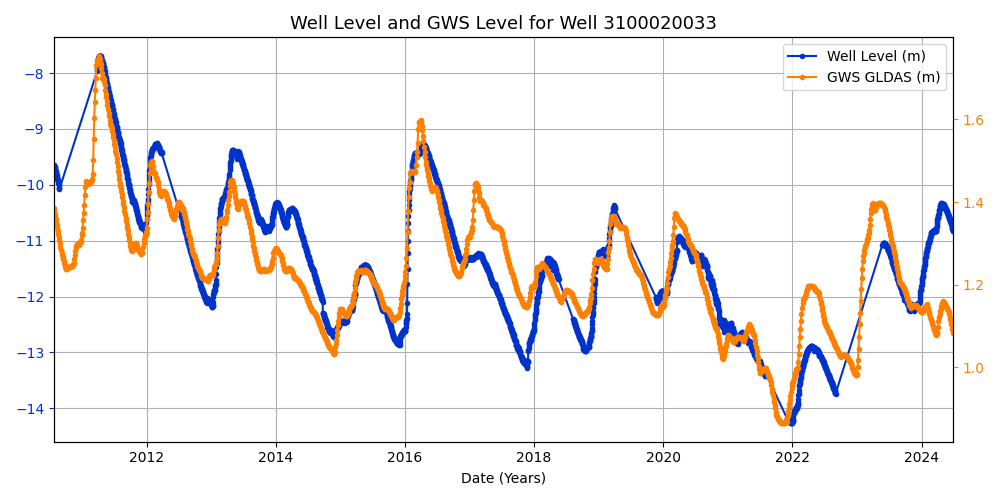 Well Level and GWS Level for Well 3100020033
Well Level (m)
GWS GLDAS (m)
−8
−9
−10
−11
−12
−13
−14
1.6
1.4
1.2
1.0
2012 2014 2016 2018 2020 2022 2024
Date (Years)